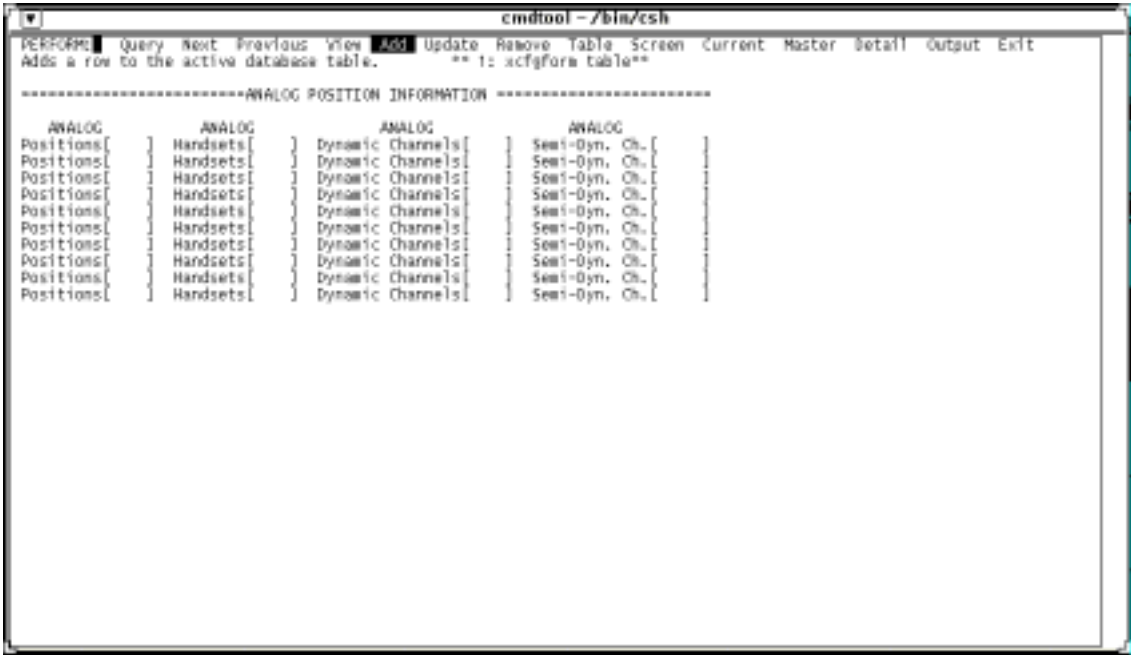 cmdtool - /bin/csh
PERFORM: Query Next Previous View Add Update Remove Table Screen Current Master Detail Output Exit
Adds a row to the active database table. ** 1: xcfgform table**
=========================ANALOG POSITION INFORMATION ========================
ANALOG ANALOG ANALOG ANALOG
Positions[ ] Handsets[ ] Dynamic Channels[ ] Semi-Dyn. Ch.[ ]
Positions[ ] Handsets[ ] Dynamic Channels[ ] Semi-Dyn. Ch.[ ]
Positions[ ] Handsets[ ] Dynamic Channels[ ] Semi-Dyn. Ch.[ ]
Positions[ ] Handsets[ ] Dynamic Channels[ ] Semi-Dyn. Ch.[ ]
Positions[ ] Handsets[ ] Dynamic Channels[ ] Semi-Dyn. Ch.[ ]
Positions[ ] Handsets[ ] Dynamic Channels[ ] Semi-Dyn. Ch.[ ]
Positions[ ] Handsets[ ] Dynamic Channels[ ] Semi-Dyn. Ch.[ ]
Positions[ ] Handsets[ ] Dynamic Channels[ ] Semi-Dyn. Ch.[ ]
Positions[ ] Handsets[ ] Dynamic Channels[ ] Semi-Dyn. Ch.[ ]
Positions[ ] Handsets[ ] Dynamic Channels[ ] Semi-Dyn. Ch.[ ]